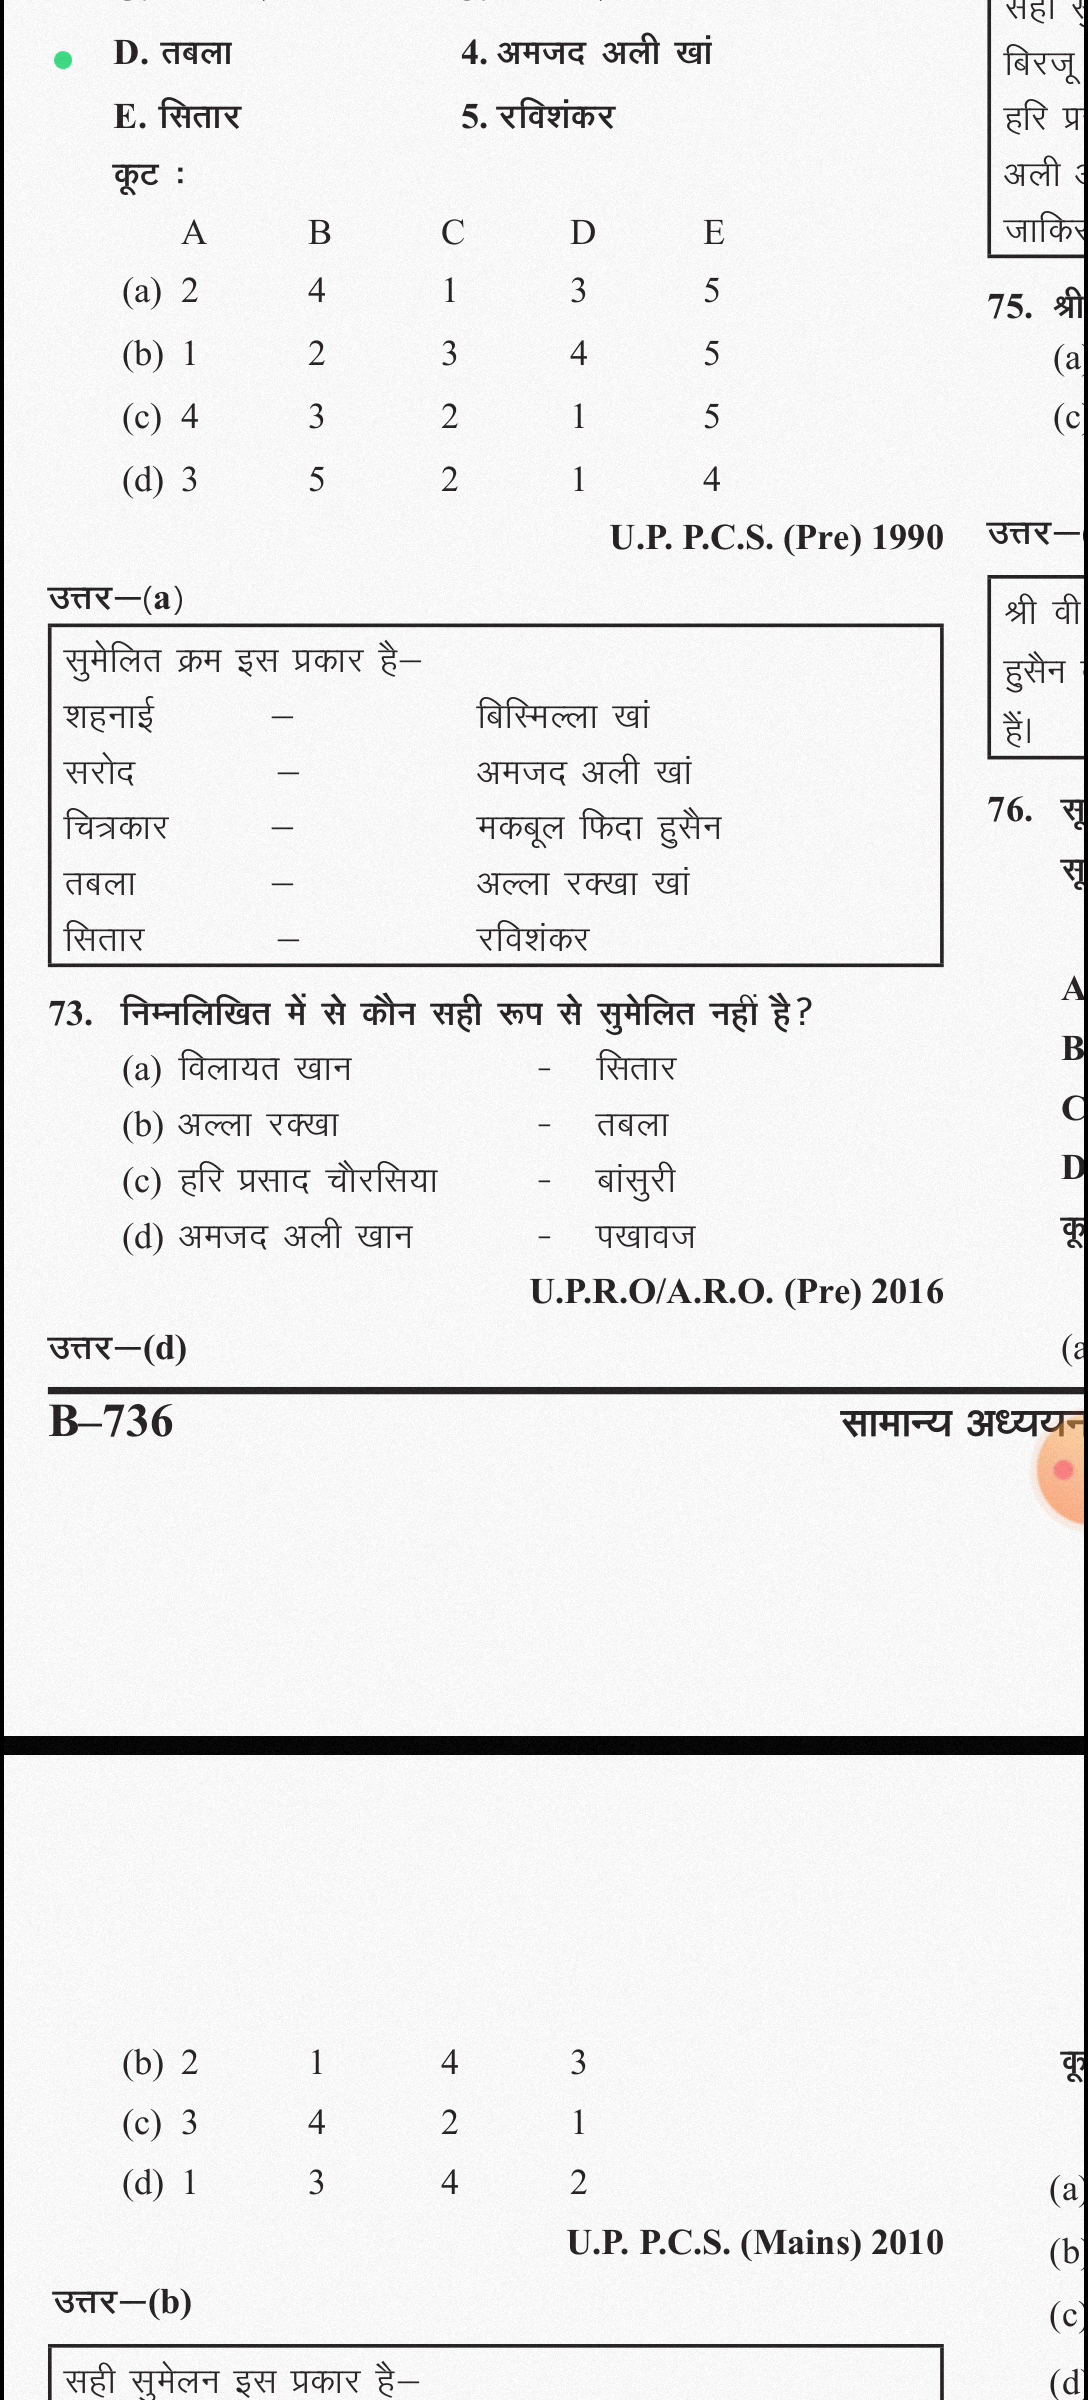 D. तबला 4. अमजद अली खां
E. सितार 5. रविशंकर
कूट :
A B C D E
(a) 2 4 1 3 5
(b) 1 2 3 4 5
(c) 4 3 2 1 5
(d) 3 5 2 1 4
U.P. P.C.S. (Pre) 1990
उत्तर—(a)
सुमेलित क्रम इस प्रकार है–
शहनाई – बिस्मिल्ला खां
सरोद – अमजद अली खां
चित्रकार – मकबूल फिदा हुसैन
तबला – अल्ला रक्खा खां
सितार – रविशंकर
73. निम्नलिखित में से कौन सही रूप से सुमेलित नहीं है?
(a) विलायत खान - सितार
(b) अल्ला रक्खा - तबला
(c) हरि प्रसाद चौरसिया - बांसुरी
(d) अमजद अली खान - पखावज
U.P.R.O/A.R.O. (Pre) 2016
उत्तर—(d)
B–736 सामान्य अध्ययन
(b) 2 1 4 3
(c) 3 4 2 1
(d) 1 3 4 2
U.P. P.C.S. (Mains) 2010
उत्तर—(b)
सही सुमेलन इस प्रकार है–
बिरजू
हरि
अली
75. श्री
(a)
(c)
उत्तर—
श्री वी
हुसैन
हैं।
76.
A
B
C
D
(a)
(b)
(c)
(d)